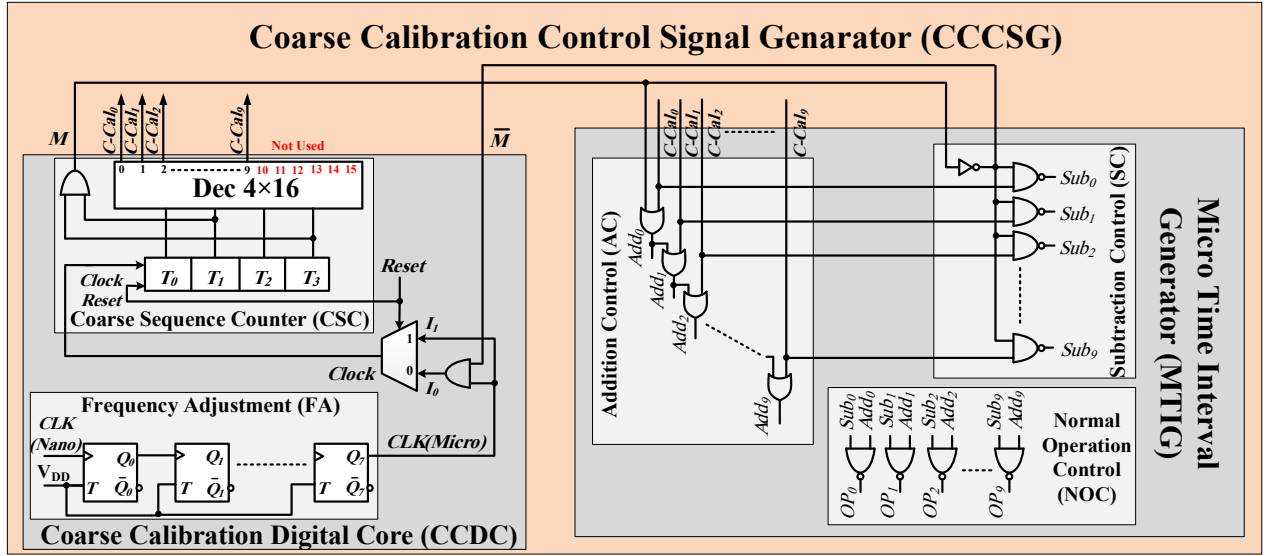 Coarse Calibration Control Signal Genarator (CCCSG)
M
C-Cal0
C-Cal1
C-Cal2
C-Cal9
M̅
Not Used
0 1 2 9 10 11 12 13 14 15
Dec 4×16
T0 T1 T2 T3
Clock
Reset
Coarse Sequence Counter (CSC)
Reset
1
0
I1
I0
Clock
Frequency Adjustment (FA)
CLK
(Nano)
VDD
Q0
T
Q̅0
Q1
T
Q̅1
Q7
T
Q̅7
CLK(Micro)
Coarse Calibration Digital Core (CCDC)
C-Cal0
C-Cal1
C-Cal2
C-Cal9
Addition Control (AC)
Add0
Add1
Add2
Add9
Subtraction Control (SC)
Sub0
Sub1
Sub2
Sub9
Micro Time Interval
Generator (MTIG)
Sub0
Add0
Sub1
Add1
Sub2
Add2
Sub9
Add9
OP0
OP1
OP2
OP9
Normal
Operation
Control
(NOC)